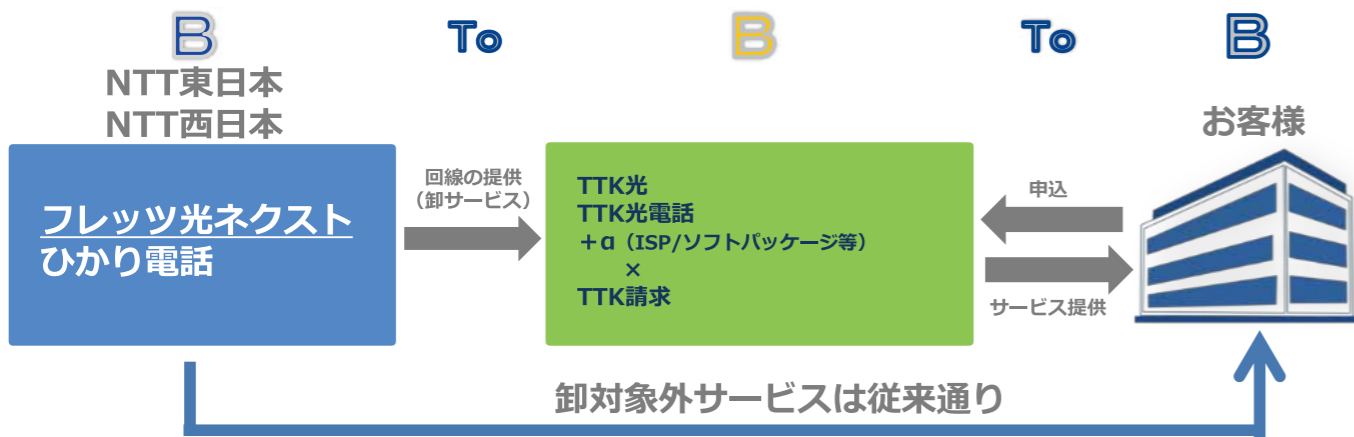 B To B To B
NTT東日本
NTT西日本
お客様
フレッツ光ネクスト
ひかり電話
回線の提供
（卸サービス）
TTK光
TTK光電話
＋α（ISP/ソフトパッケージ等）
×
TTK請求
申込
サービス提供
卸対象外サービスは従来通り